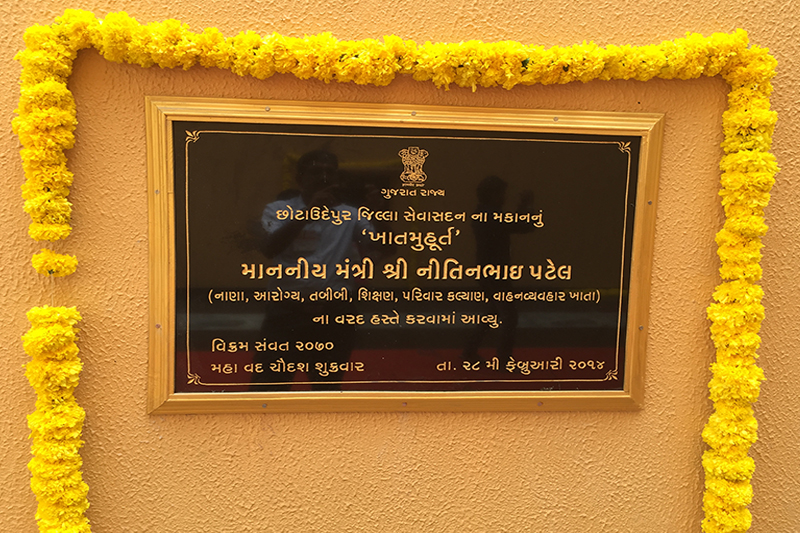 ગુજરાત રાજ્ય
છોટાઉદેપુર જિલ્લા સેવાસદન ના મકાનનું
‘ખાતમુહૂર્ત’
માનનીય મંત્રી શ્રી નીતિનભાઇ પટેલ
(નાણા, આરોગ્ય, તબીબી, શિક્ષણ, પરિવાર કલ્યાણ, વાહનવ્યવહાર ખાતા)
ના વરદ હસ્તે કરવામાં આવ્યુ.
વિક્રમ સંવત ૨૦૭૦
મહા વદ ચૌદશ શુક્રવાર
તા. ૨૮ મી ફેબ્રુઆરી ૨૦૧૪